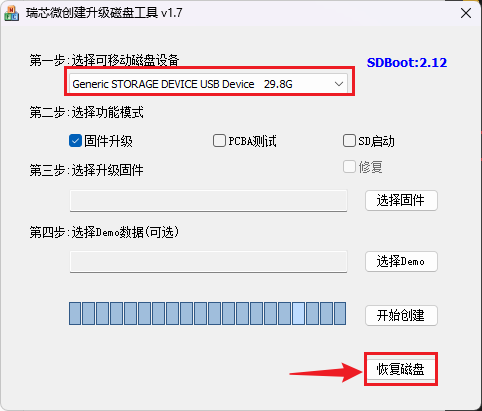 瑞芯微创建升级磁盘工具 v1.7
第一步:选择可移动磁盘设备
SDBoot:2.12
Generic STORAGE DEVICE USB Device 29.8G
第二步:选择功能模式
固件升级 PCBA测试 SD启动
第三步:选择升级固件 修复
选择固件
第四步:选择Demo数据(可选)
选择Demo
开始创建
恢复磁盘